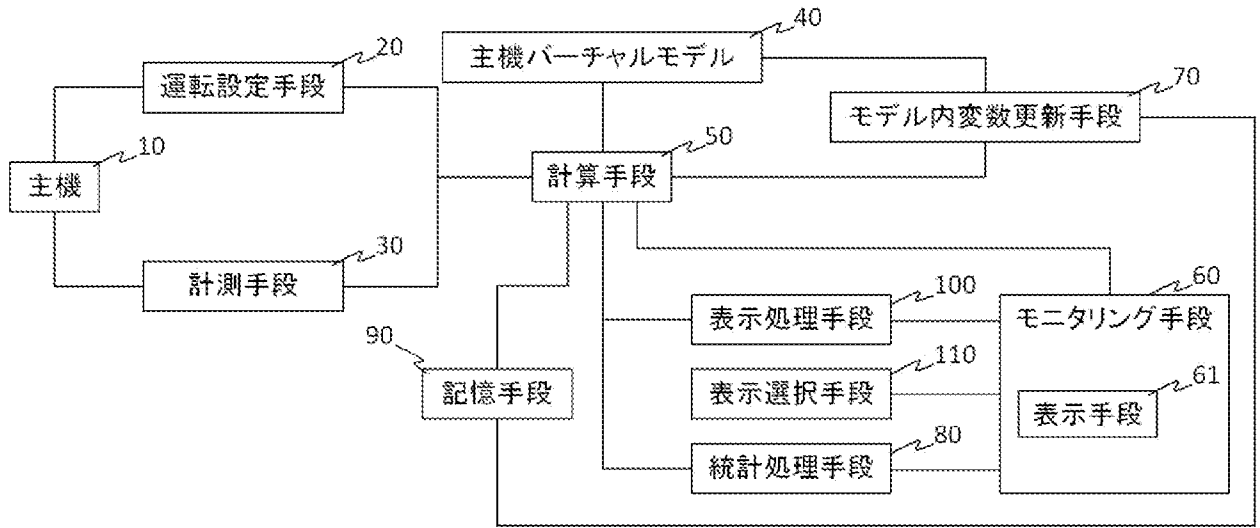 40
主機バーチャルモデル
20
運転設定手段
70
モデル内変数更新手段
10
主機
50
計算手段
30
計測手段
100
表示処理手段
60
モニタリング手段
90
記憶手段
110
表示選択手段
61
表示手段
80
統計処理手段